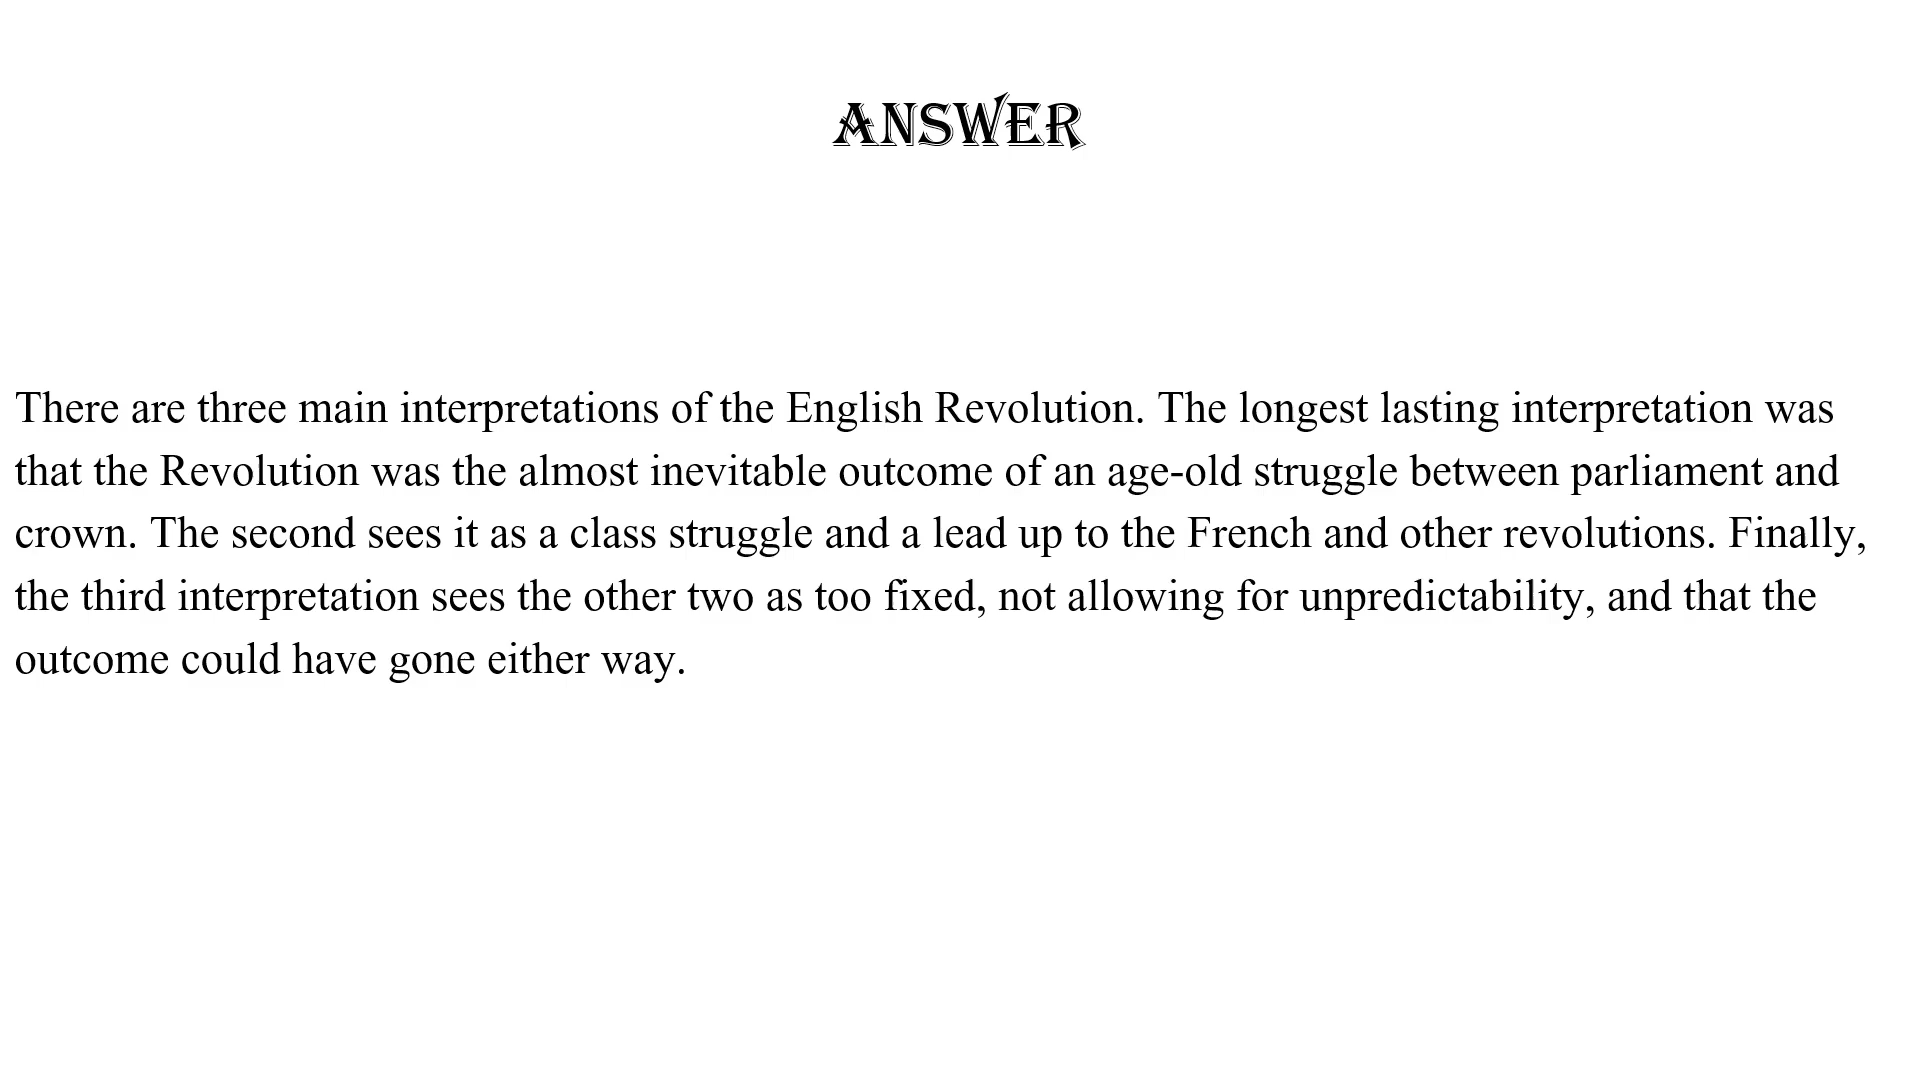 ANSWER
There are three main interpretations of the English Revolution. The longest lasting interpretation was
that the Revolution was the almost inevitable outcome of an age-old struggle between parliament and
crown. The second sees it as a class struggle and a lead up to the French and other revolutions. Finally,
the third interpretation sees the other two as too fixed, not allowing for unpredictability, and that the
outcome could have gone either way.